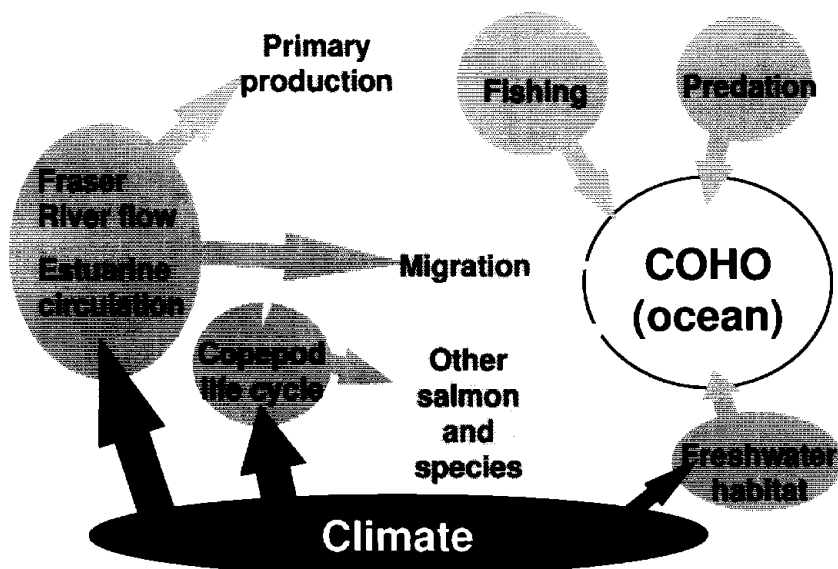 Primary
production
Fishing
Predation
Fraser
River flow
Estuarine
circulation
Migration
COHO
(ocean)
Copepod
life cycle
Other
salmon
and
species
Freshwater
habitat
Climate